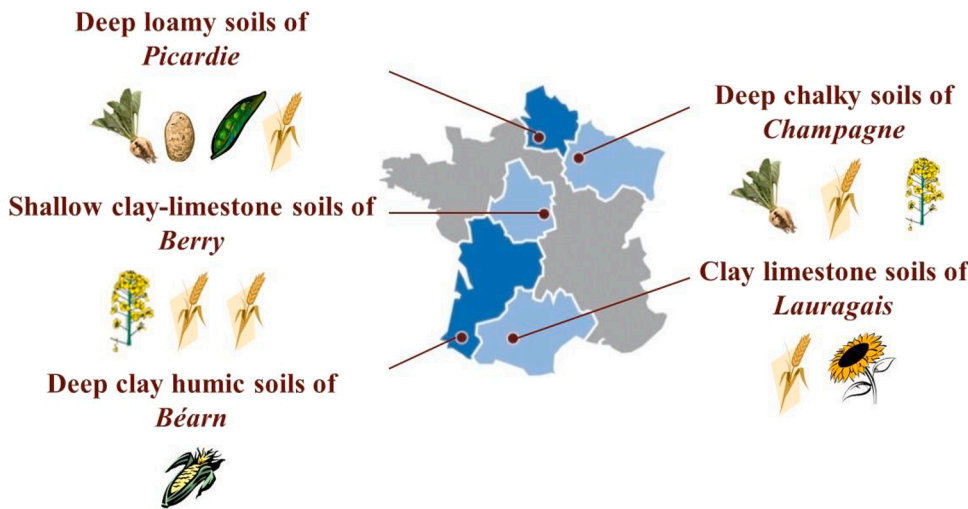 Deep loamy soils of
Picardie
Deep chalky soils of
Champagne
Shallow clay-limestone soils of
Berry
Clay limestone soils of
Lauragais
Deep clay humic soils of
Béarn